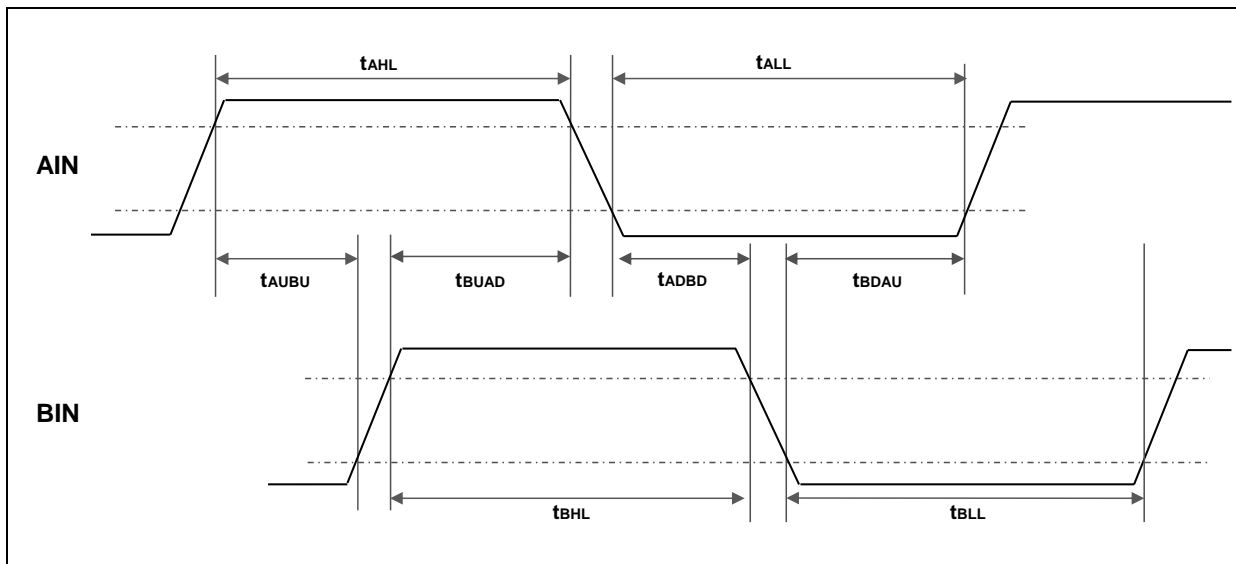 tAHL
tALL
AIN
tAUBU
tBUAD
tADBD
tBDAU
BIN
tBHL
tBLL